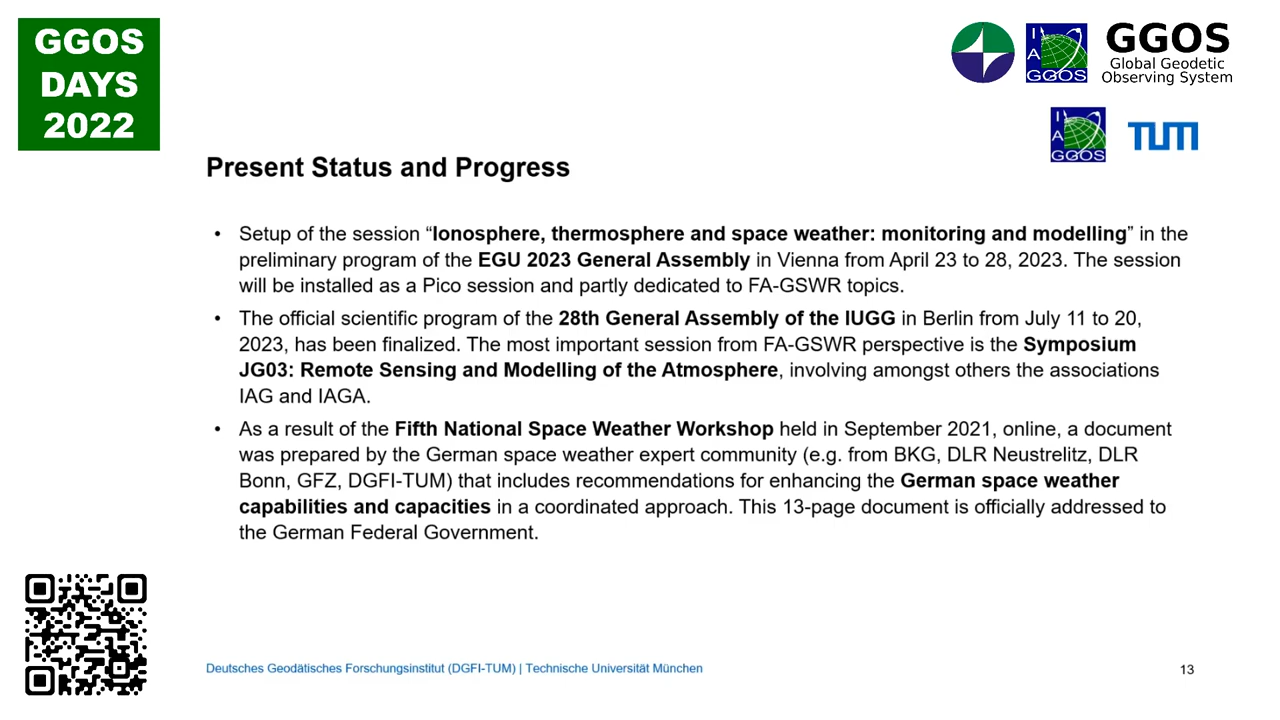 GGOS
DAYS
2022
I
A
GGOS
GGOS
Global Geodetic
Observing System
I
A
GGOS
TUM
Present Status and Progress
• Setup of the session “Ionosphere, thermosphere and space weather: monitoring and modelling” in the
preliminary program of the EGU 2023 General Assembly in Vienna from April 23 to 28, 2023. The session
will be installed as a Pico session and partly dedicated to FA-GSWR topics.
• The official scientific program of the 28th General Assembly of the IUGG in Berlin from July 11 to 20,
2023, has been finalized. The most important session from FA-GSWR perspective is the Symposium
JG03: Remote Sensing and Modelling of the Atmosphere, involving amongst others the associations
IAG and IAGA.
• As a result of the Fifth National Space Weather Workshop held in September 2021, online, a document
was prepared by the German space weather expert community (e.g. from BKG, DLR Neustrelitz, DLR
Bonn, GFZ, DGFI-TUM) that includes recommendations for enhancing the German space weather
capabilities and capacities in a coordinated approach. This 13-page document is officially addressed to
the German Federal Government.
Deutsches Geodätisches Forschungsinstitut (DGFI-TUM) | Technische Universität München
13